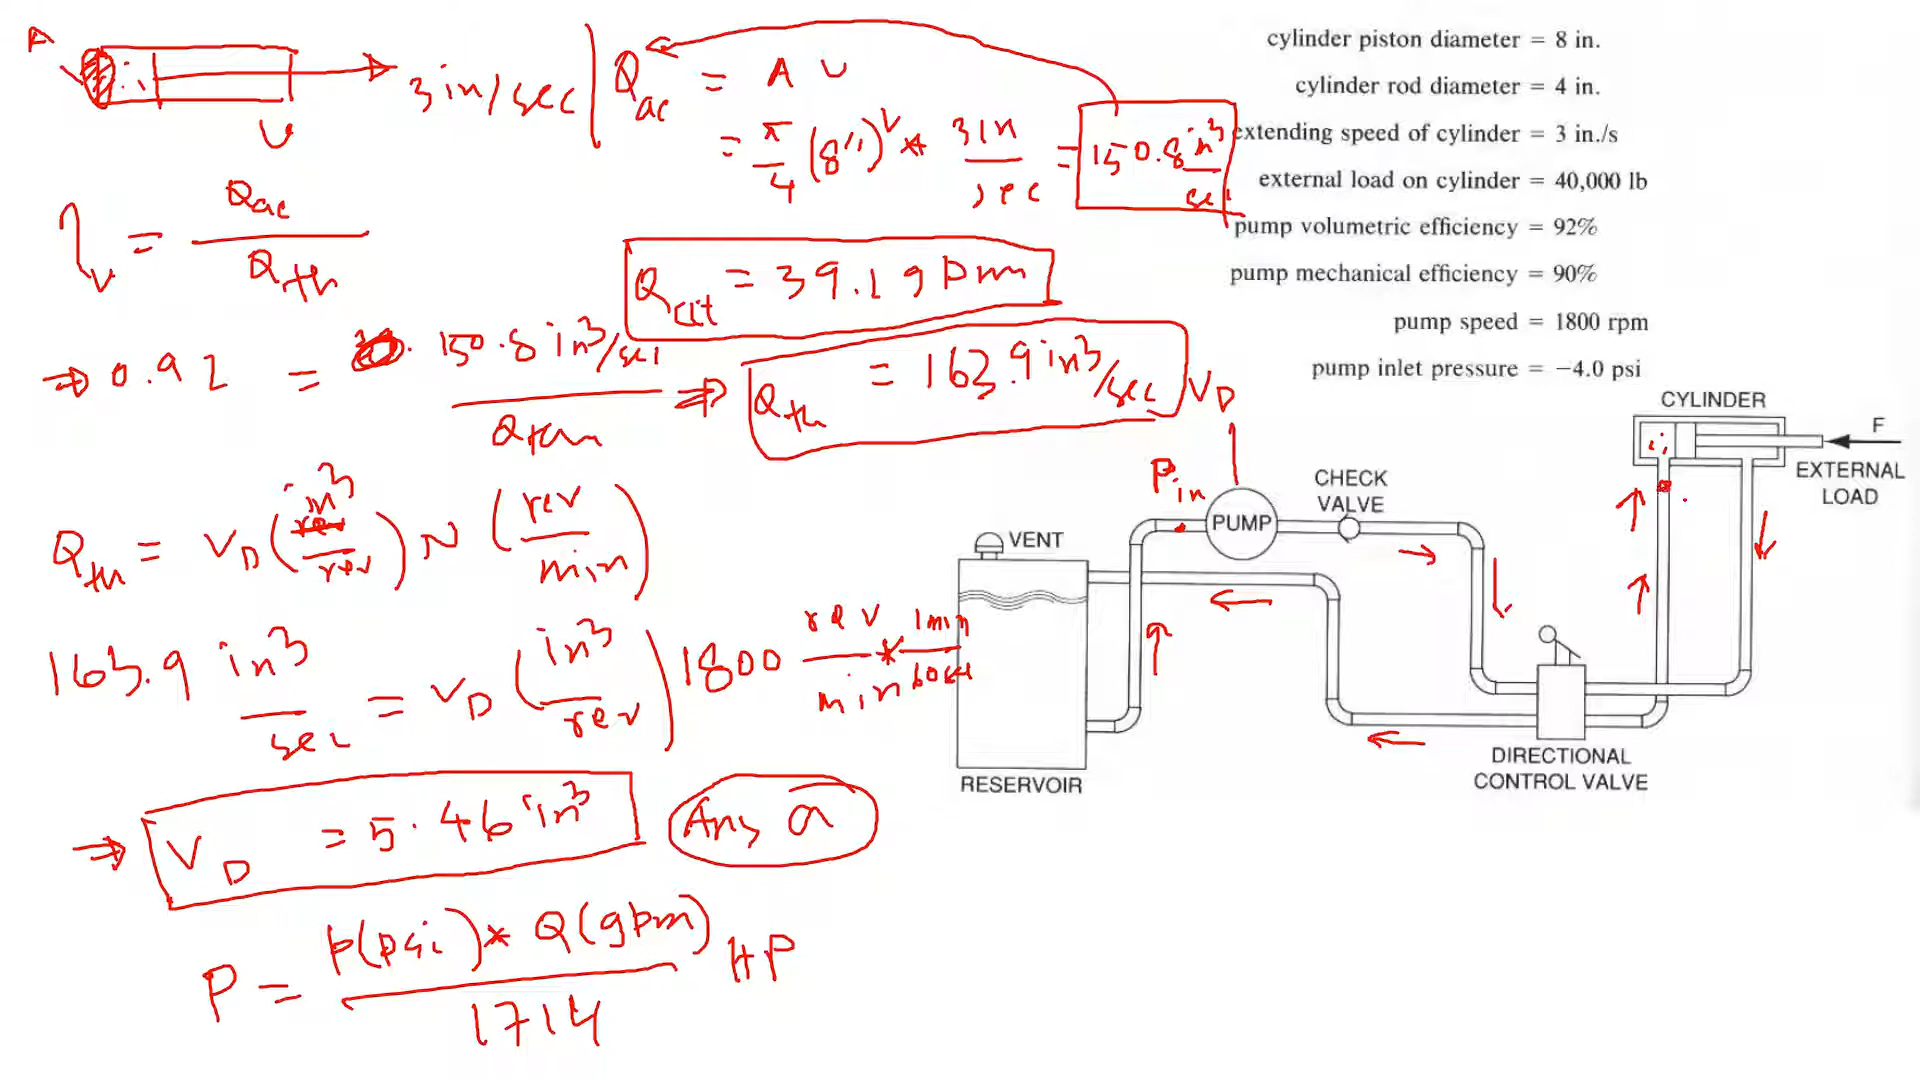 A
3 in/sec
V
Q_ac = A V
= π/4 (8")² * 3 in/sec = 150.8 in³/sec
η_v = Q_ac/Q_th
Q_act = 39.1 gpm
⇒ 0.92 = 150.8 in³/sec / Q_th ⇒ Q_th = 163.9 in³/sec
Q_th = V_D (in³/rev) N (rev/min)
163.9 in³/sec = V_D (in³/rev) 1800 rev/min * 1 min/60 sec
⇒ V_D = 5.46 in³
Ans a
P = p(psi) * Q(gpm) / 1714 HP
cylinder piston diameter = 8 in.
cylinder rod diameter = 4 in.
extending speed of cylinder = 3 in./s
external load on cylinder = 40,000 lb
pump volumetric efficiency = 92%
pump mechanical efficiency = 90%
pump speed = 1800 rpm
pump inlet pressure = −4.0 psi
V_D
P_in
CYLINDER
F
EXTERNAL
LOAD
CHECK
VALVE
PUMP
VENT
RESERVOIR
DIRECTIONAL
CONTROL VALVE